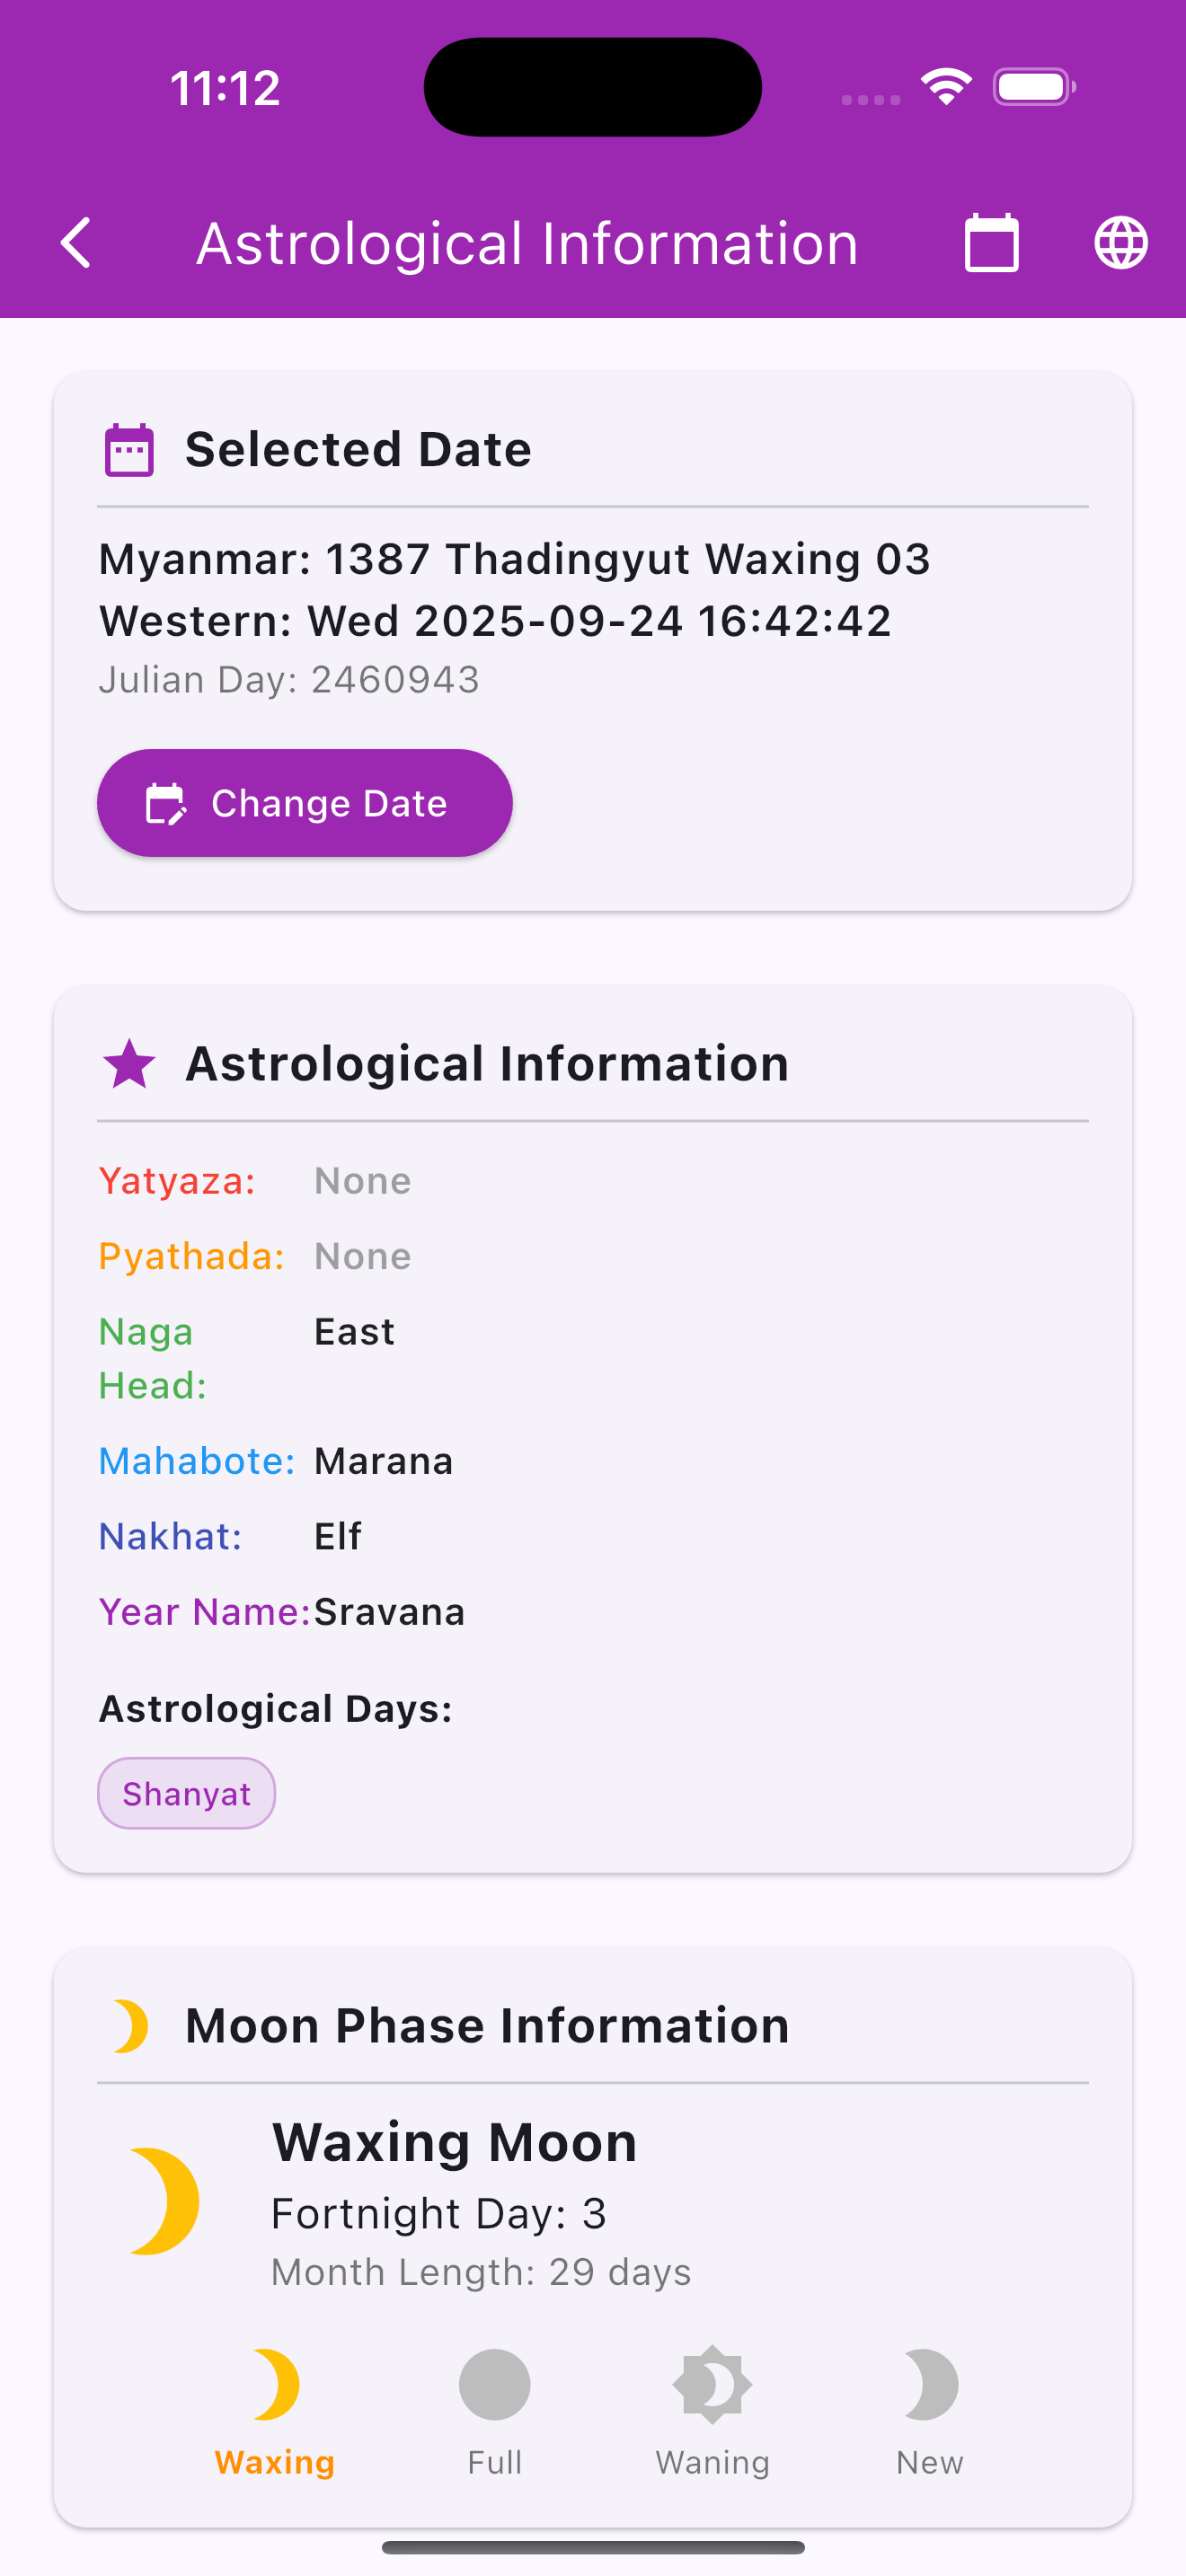 11:12
Astrological Information
Selected Date
Myanmar: 1387 Thadingyut Waxing 03
Western: Wed 2025-09-24 16:42:42
Julian Day: 2460943
Change Date
Astrological Information
Yatyaza: None
Pyathada: None
Naga East
Head:
Mahabote: Marana
Nakhat: Elf
Year Name: Sravana
Astrological Days:
Shanyat
Moon Phase Information
Waxing Moon
Fortnight Day: 3
Month Length: 29 days
Waxing Full Waning New